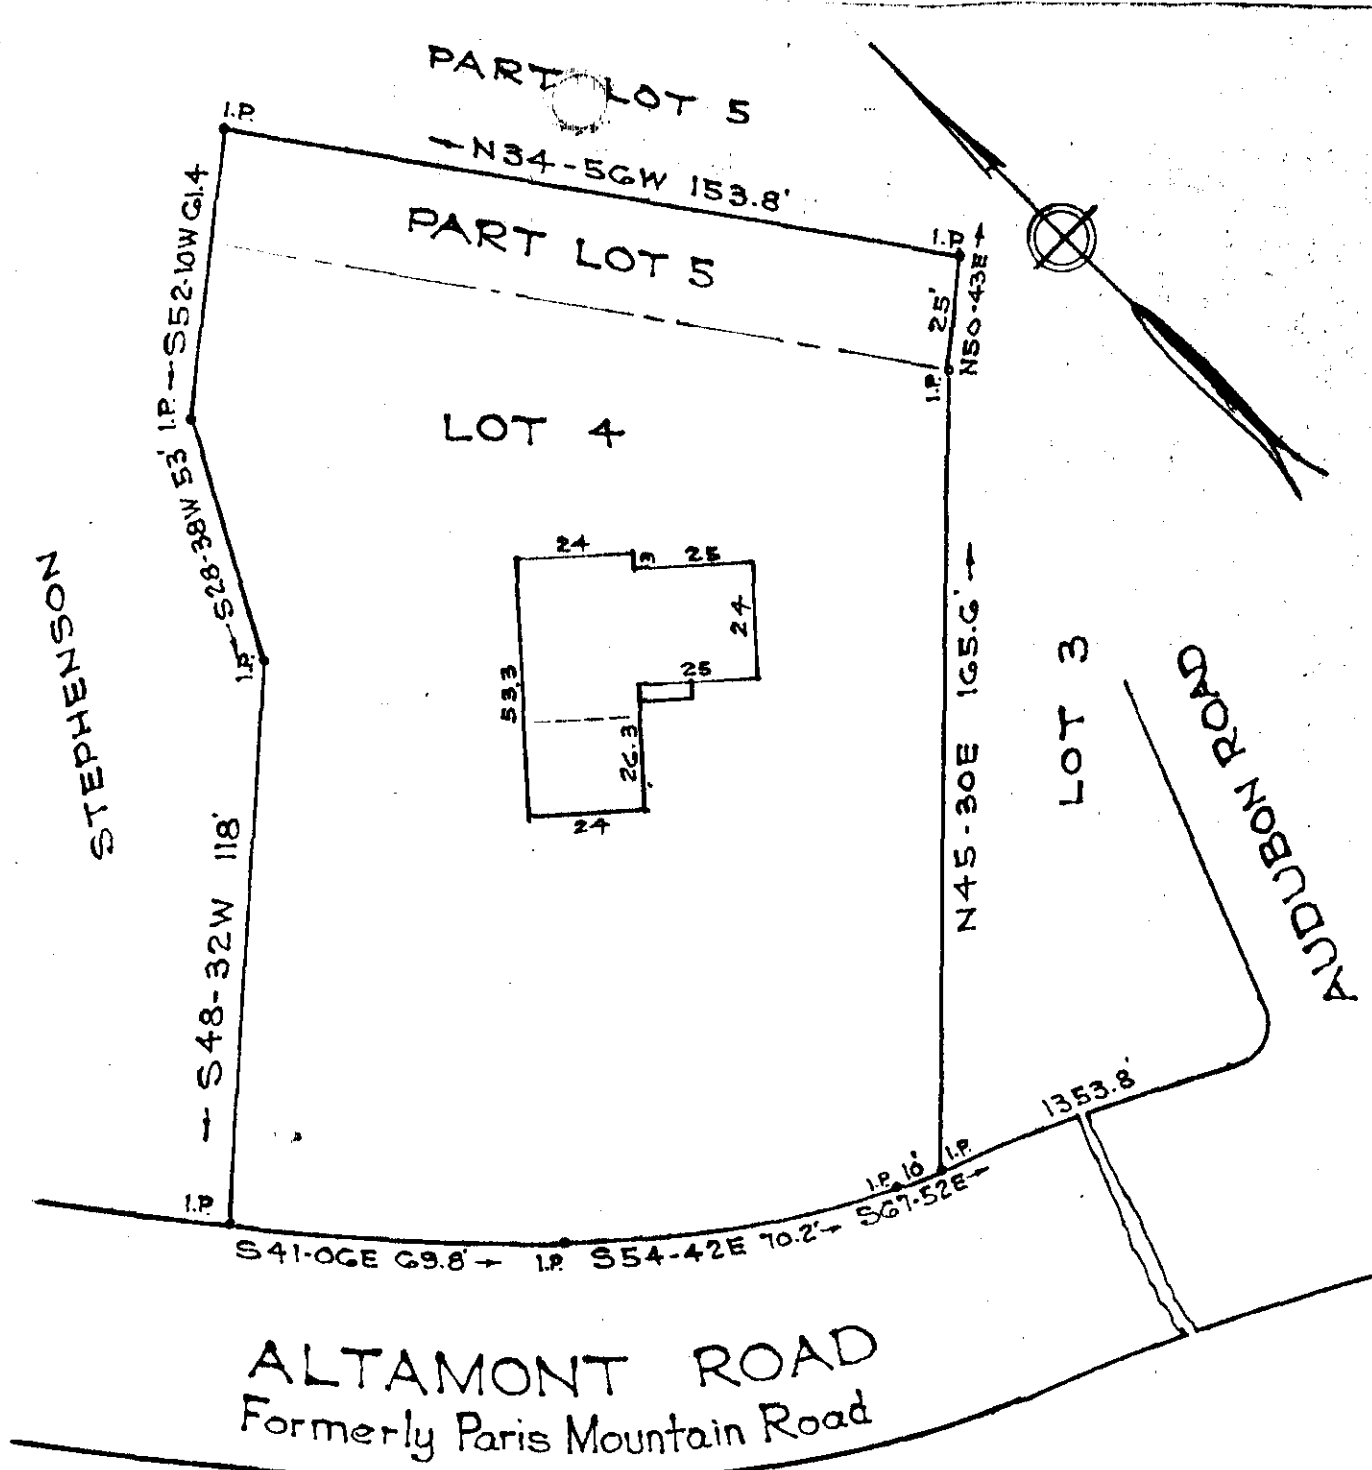 PART LOT 5
I.P.
←N34-56W 153.8'
PART LOT 5
I.P.
←S52-10W 61.4
25'
N50-43E→
I.P.
I.P.
LOT 4
←S28-38W 53'
I.P.
24
3
25
24
25
53.3
26.3
24
STEPHENSON
←S48-32W 118'
N45-30E 165.6'→
LOT 3
AUDUBON ROAD
1353.8'
I.P.
I.P.
10'
I.P.
S41-06E 69.8'→
I.P.
S54-42E 70.2'→
S67-52E→
ALTAMONT ROAD
Formerly Paris Mountain Road